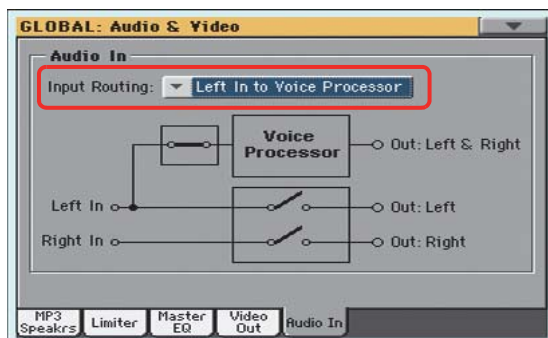 GLOBAL: Audio & Video
Audio In
Input Routing: Left In to Voice Processor
Voice
Processor
Out: Left & Right
Left In
Out: Left
Right In
Out: Right
MP3
Speakrs
Limiter
Master
EQ
Video
Out
Audio In